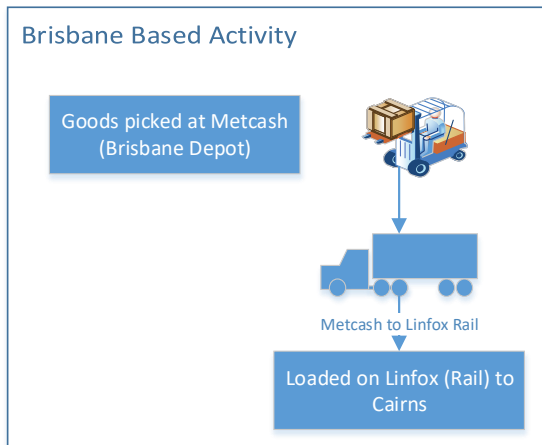 Brisbane Based Activity
Goods picked at Metcash
(Brisbane Depot)
Metcash to Linfox Rail
Loaded on Linfox (Rail) to
Cairns